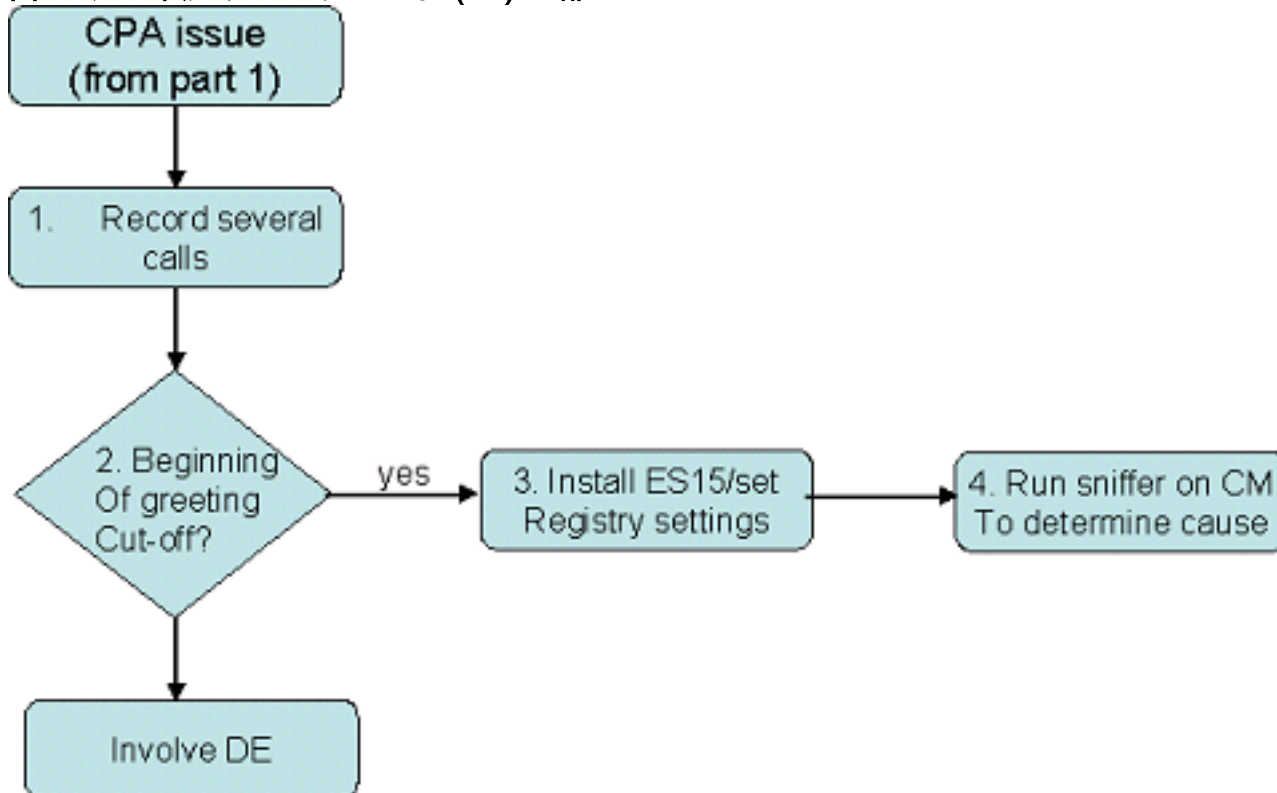 CPA issue
(from part 1)
1. Record several
calls
2. Beginning
Of greeting
Cut-off?
yes
3. Install ES15/set
Registry settings
4. Run sniffer on CM
To determine cause
Involve DE